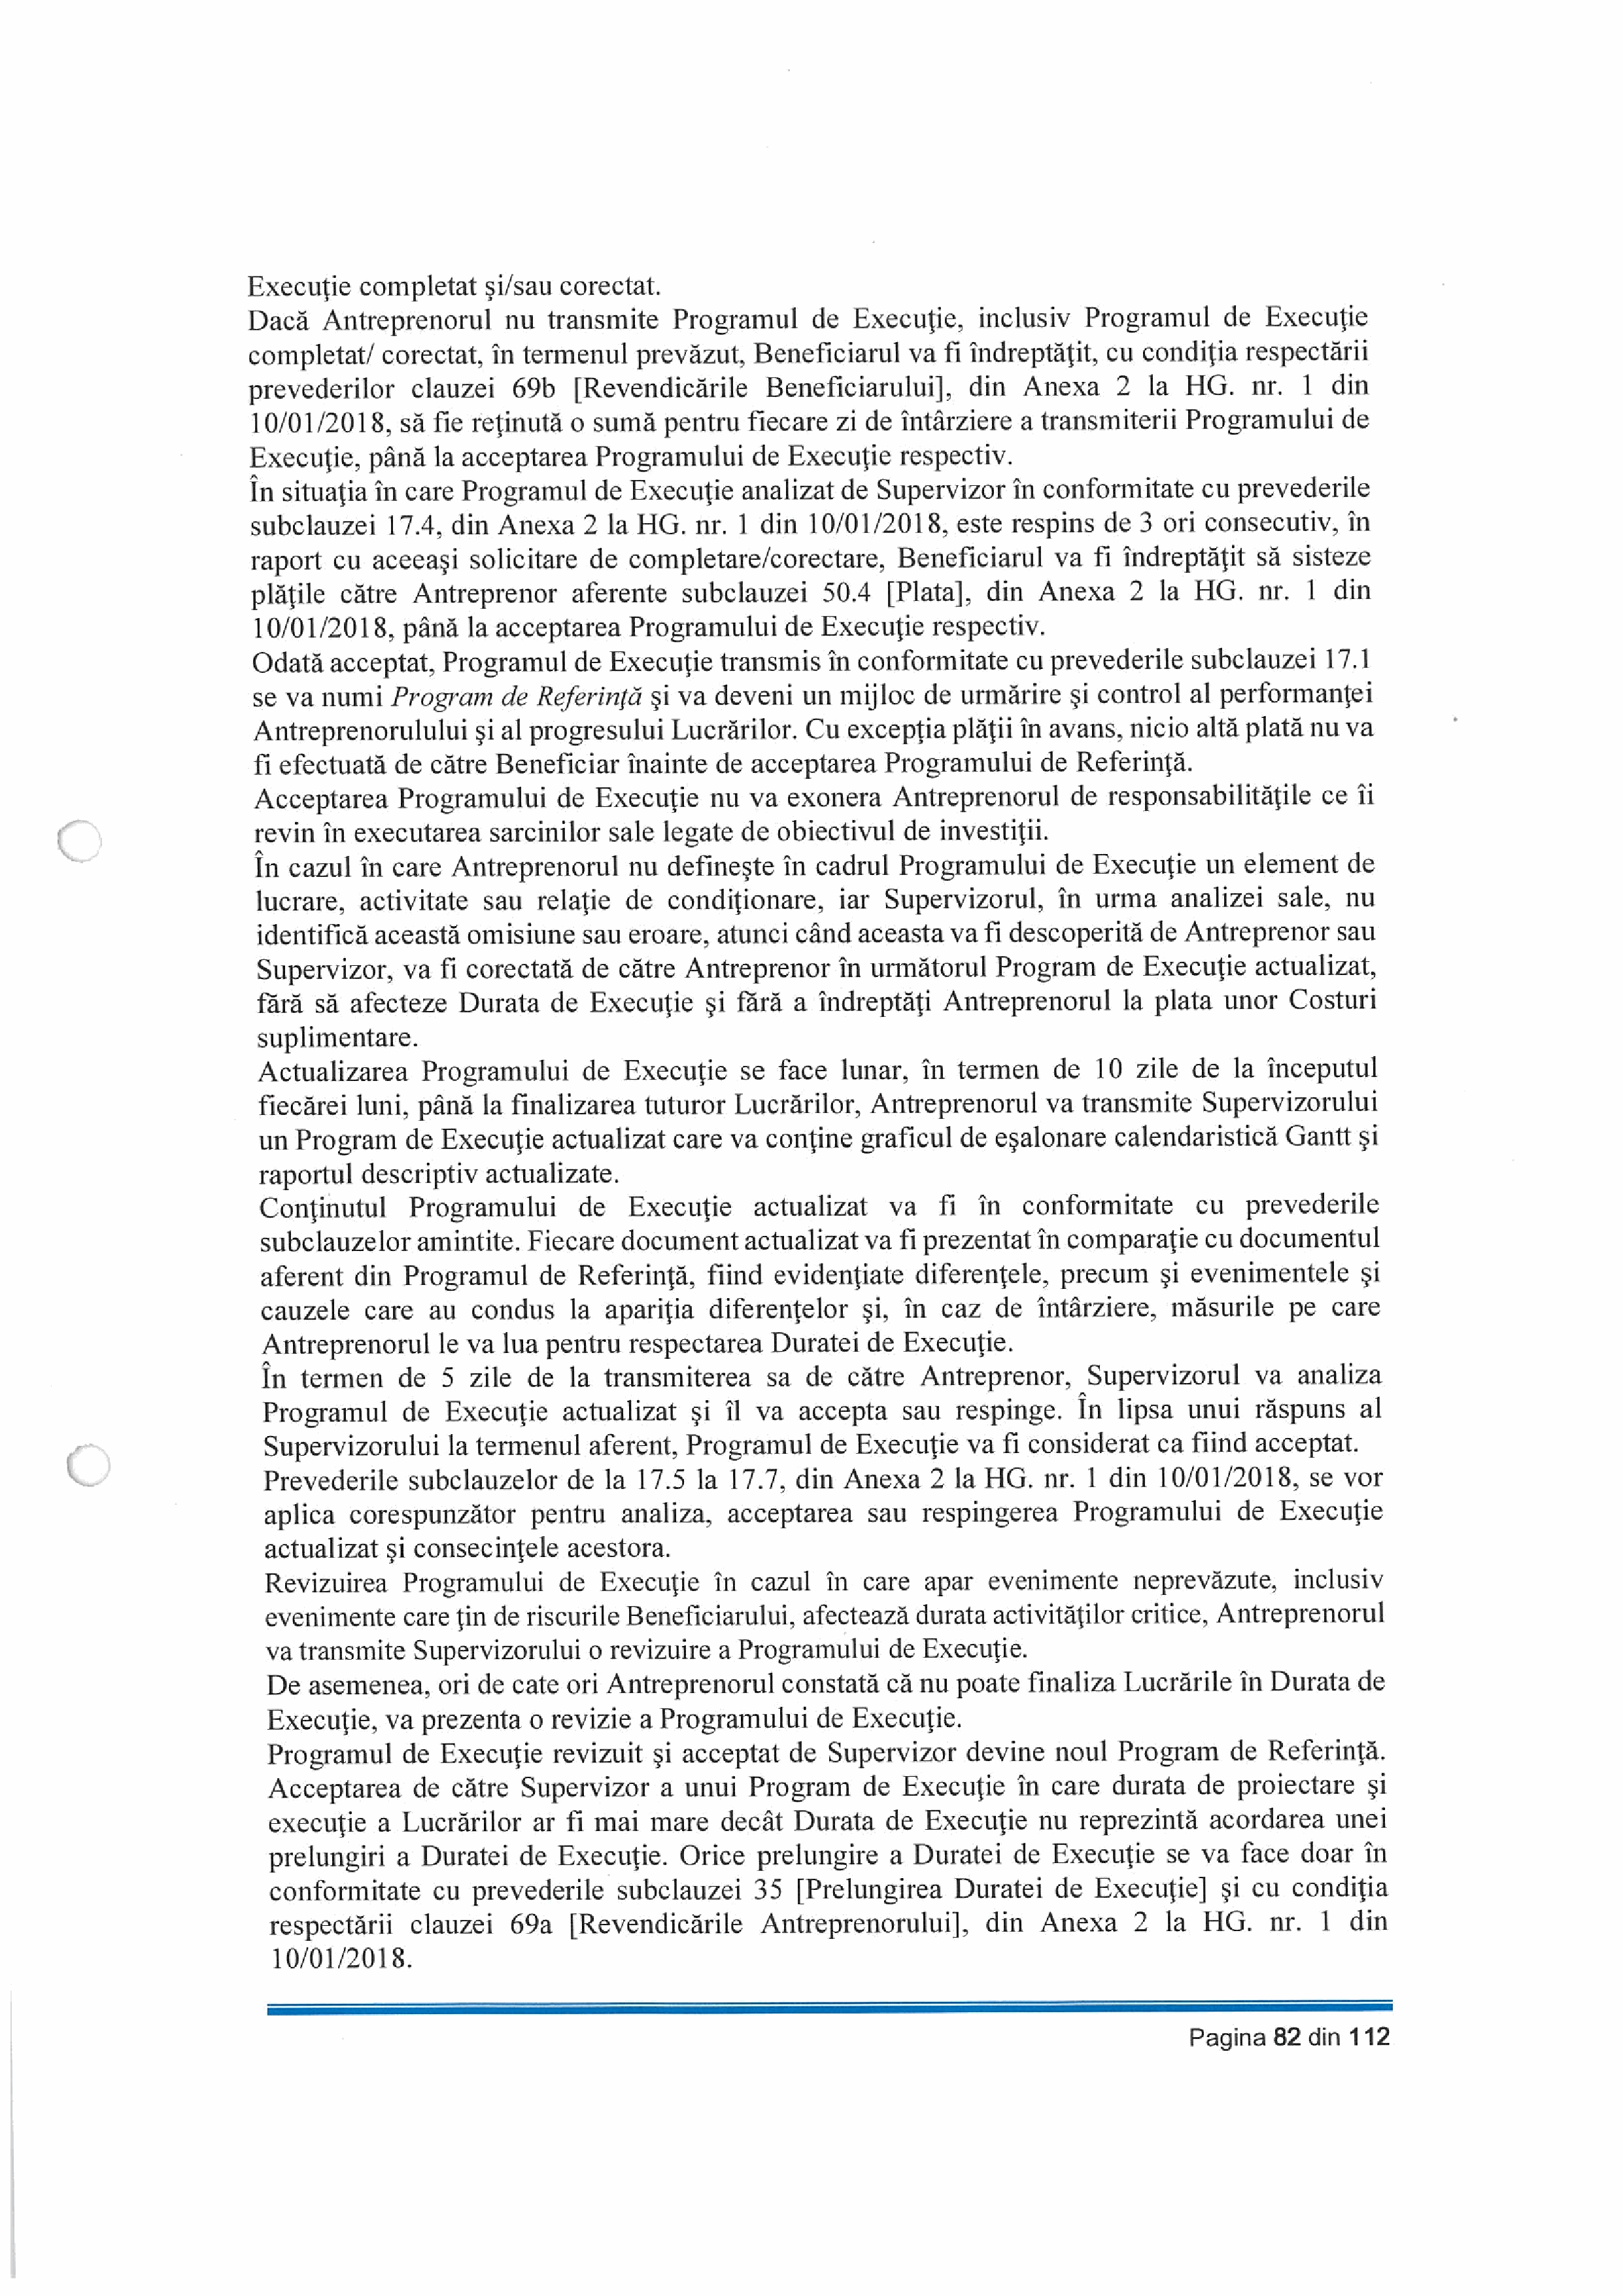 Execuţie completat şi/sau corectat.
Dacă Antreprenorul nu transmite Programul de Execuţie, inclusiv Programul de Execuţie
completat/ corectat, în termenul prevăzut, Beneficiarul va fi îndreptăţit, cu condiţia respectării
prevederilor clauzei 69b [Revendicările Beneficiarului], din Anexa 2 la HG. nr. 1 din
10/01/2018, să fie reţinută o sumă pentru fiecare zi de întârziere a transmiterii Programului de
Execuţie, până la acceptarea Programului de Execuţie respectiv.
În situaţia în care Programul de Execuţie analizat de Supervizor în conformitate cu prevederile
subclauzei 17.4, din Anexa 2 la HG. nr. 1 din 10/01/2018, este respins de 3 ori consecutiv, în
raport cu aceeaşi solicitare de completare/corectare, Beneficiarul va fi îndreptăţit să sisteze
plăţile către Antreprenor aferente subclauzei 50.4 [Plata], din Anexa 2 la HG. nr. 1 din
10/01/2018, până la acceptarea Programului de Execuţie respectiv.
Odată acceptat, Programul de Execuţie transmis în conformitate cu prevederile subclauzei 17.1
se va numi Program de Referinţă şi va deveni un mijloc de urmărire şi control al performanţei
Antreprenorulului şi al progresului Lucrărilor. Cu excepţia plăţii în avans, nicio altă plată nu va
fi efectuată de către Beneficiar înainte de acceptarea Programului de Referinţă.
Acceptarea Programului de Execuţie nu va exonera Antreprenorul de responsabilităţile ce îi
revin în executarea sarcinilor sale legate de obiectivul de investiţii.
În cazul în care Antreprenorul nu defineşte în cadrul Programului de Execuţie un element de
lucrare, activitate sau relaţie de condiţionare, iar Supervizorul, în urma analizei sale, nu
identifică această omisiune sau eroare, atunci când aceasta va fi descoperită de Antreprenor sau
Supervizor, va fi corectată de către Antreprenor în următorul Program de Execuţie actualizat,
fără să afecteze Durata de Execuţie şi fără a îndreptăţi Antreprenorul la plata unor Costuri
suplimentare.
Actualizarea Programului de Execuţie se face lunar, în termen de 10 zile de la începutul
fiecărei luni, până la finalizarea tuturor Lucrărilor, Antreprenorul va transmite Supervizorului
un Program de Execuţie actualizat care va conţine graficul de eşalonare calendaristică Gantt şi
raportul descriptiv actualizate.
Conţinutul Programului de Execuţie actualizat va fi în conformitate cu prevederile
subclauzelor amintite. Fiecare document actualizat va fi prezentat în comparaţie cu documentul
aferent din Programul de Referinţă, fiind evidenţiate diferenţele, precum şi evenimentele şi
cauzele care au condus la apariţia diferenţelor şi, în caz de întârziere, măsurile pe care
Antreprenorul le va lua pentru respectarea Duratei de Execuţie.
În termen de 5 zile de la transmiterea sa de către Antreprenor, Supervizorul va analiza
Programul de Execuţie actualizat şi îl va accepta sau respinge. În lipsa unui răspuns al
Supervizorului la termenul aferent, Programul de Execuţie va fi considerat ca fiind acceptat.
Prevederile subclauzelor de la 17.5 la 17.7, din Anexa 2 la HG. nr. 1 din 10/01/2018, se vor
aplica corespunzător pentru analiza, acceptarea sau respingerea Programului de Execuţie
actualizat şi consecinţele acestora.
Revizuirea Programului de Execuţie în cazul în care apar evenimente neprevăzute, inclusiv
evenimente care ţin de riscurile Beneficiarului, afectează durata activităţilor critice, Antreprenorul
va transmite Supervizorului o revizuire a Programului de Execuţie.
De asemenea, ori de cate ori Antreprenorul constată că nu poate finaliza Lucrările în Durata de
Execuţie, va prezenta o revizie a Programului de Execuţie.
Programul de Execuţie revizuit şi acceptat de Supervizor devine noul Program de Referinţă.
Acceptarea de către Supervizor a unui Program de Execuţie în care durata de proiectare şi
execuţie a Lucrărilor ar fi mai mare decât Durata de Execuţie nu reprezintă acordarea unei
prelungiri a Duratei de Execuţie. Orice prelungire a Duratei de Execuţie se va face doar în
conformitate cu prevederile subclauzei 35 [Prelungirea Duratei de Execuţie] şi cu condiţia
respectării clauzei 69a [Revendicările Antreprenorului], din Anexa 2 la HG. nr. 1 din
10/01/2018.
Pagina 82 din 112